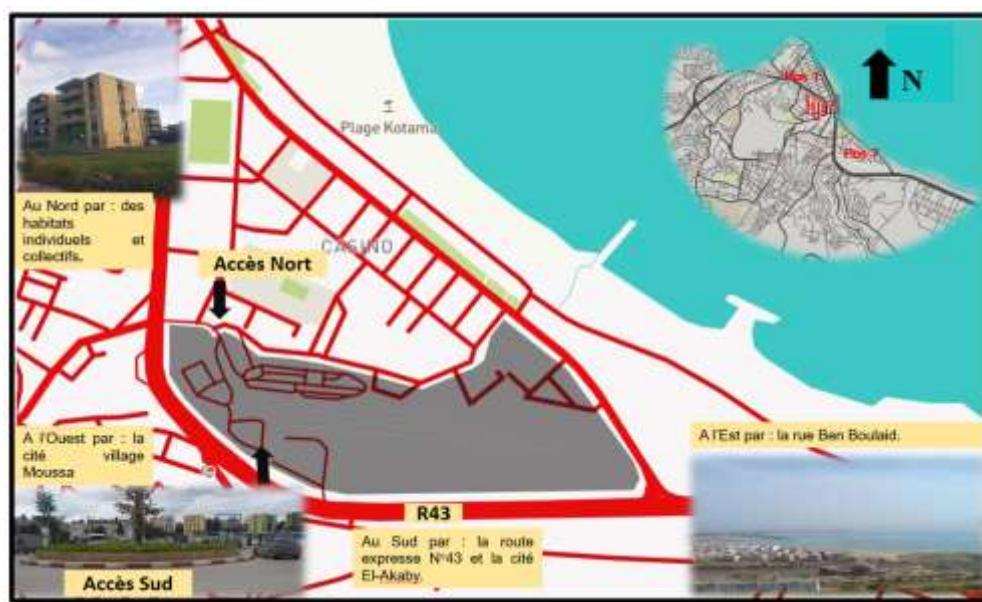 Plage Kotama
N
Au Nord par : des
habitats
individuels et
collectifs.
CASINO
Accès Nort
A l'Ouest par : la
cité village
Moussa
A l'Est par : la rue Ben Boulaid.
R43
Au Sud par : la route
expresse N°43 et la cité
El-Akaby.
Accès Sud